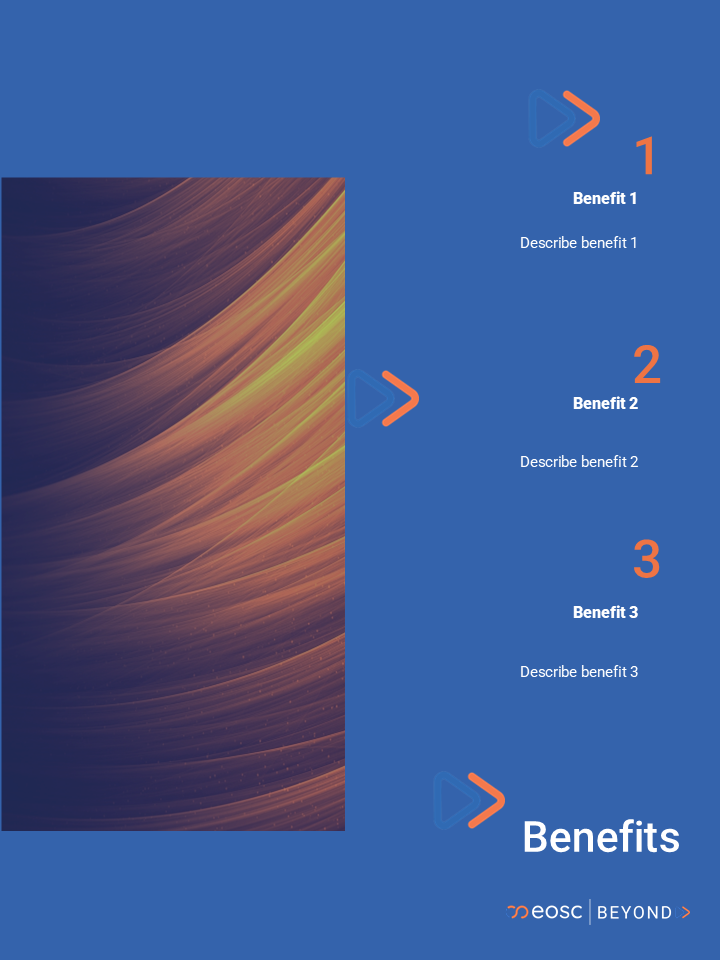 1
Benefit 1
Describe benefit 1
2
Benefit 2
Describe benefit 2
3
Benefit 3
Describe benefit 3
Benefits
eosc BEYOND